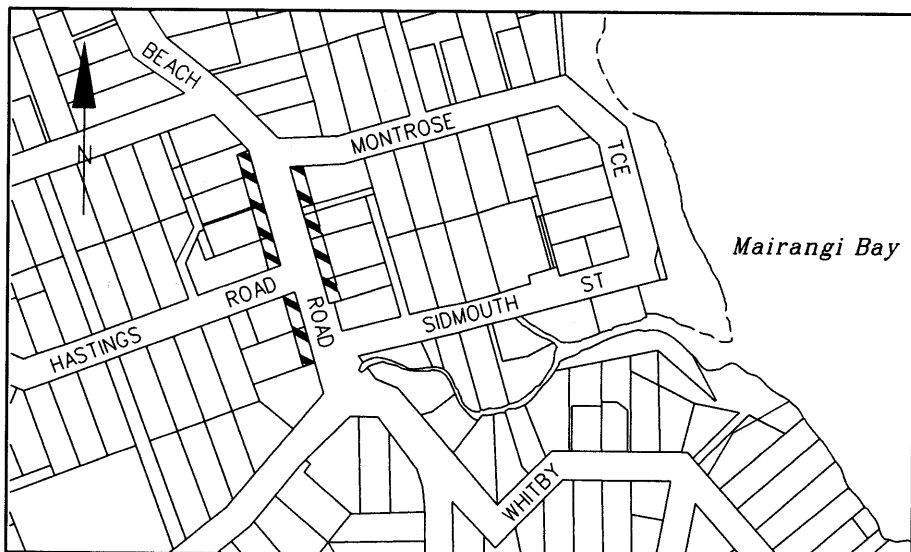 BEACH
N
MONTROSE
TCE
Mairangi Bay
ROAD
ROAD
SIDMOUTH
ST
HASTINGS
WHITBY